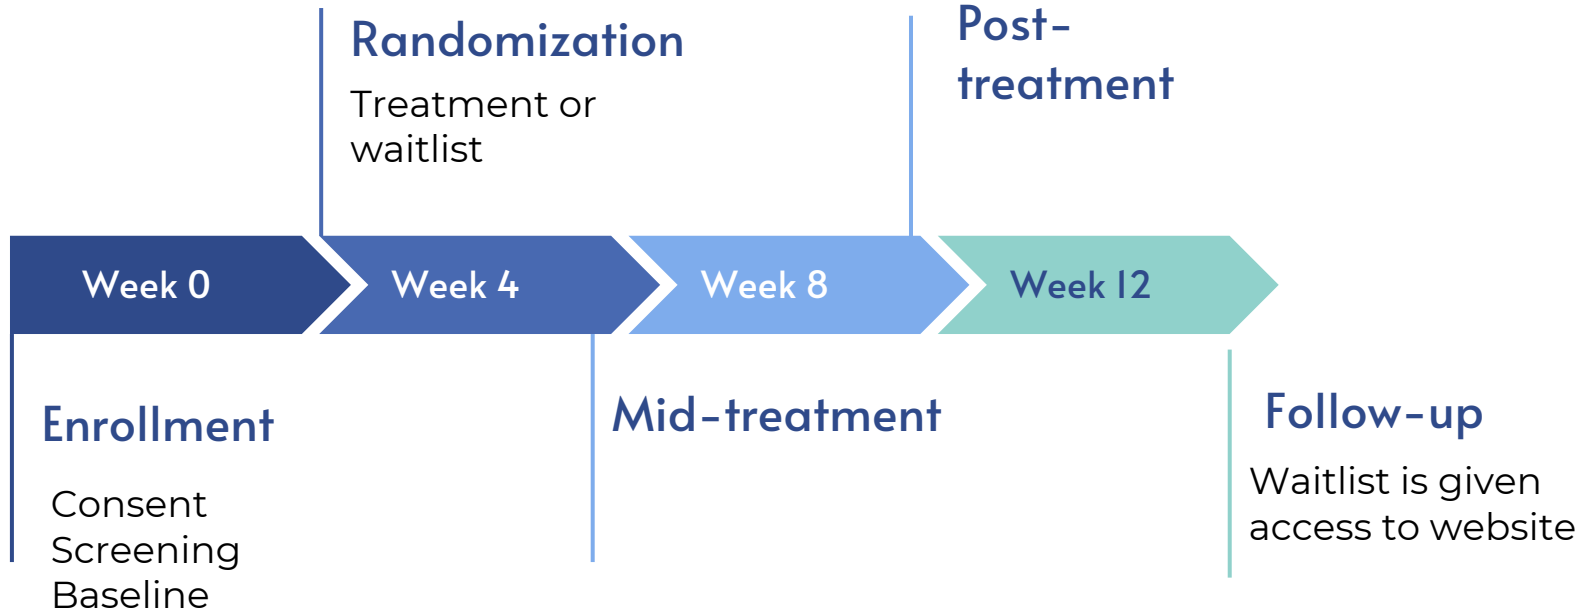 Randomization
Treatment or
waitlist
Post-
treatment
Week 0
Week 4
Week 8
Week 12
Enrollment
Consent
Screening
Baseline
Mid-treatment
Follow-up
Waitlist is given
access to website